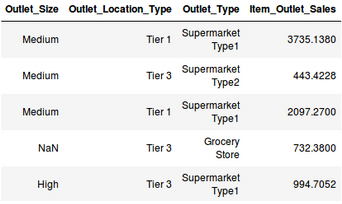 Outlet_Size Outlet_Location_Type Outlet_Type Item_Outlet_Sales
Medium Tier 1 Supermarket Type1 3735.1380
Medium Tier 3 Supermarket Type2 443.4228
Medium Tier 1 Supermarket Type1 2097.2700
NaN Tier 3 Grocery Store 732.3800
High Tier 3 Supermarket Type1 994.7052